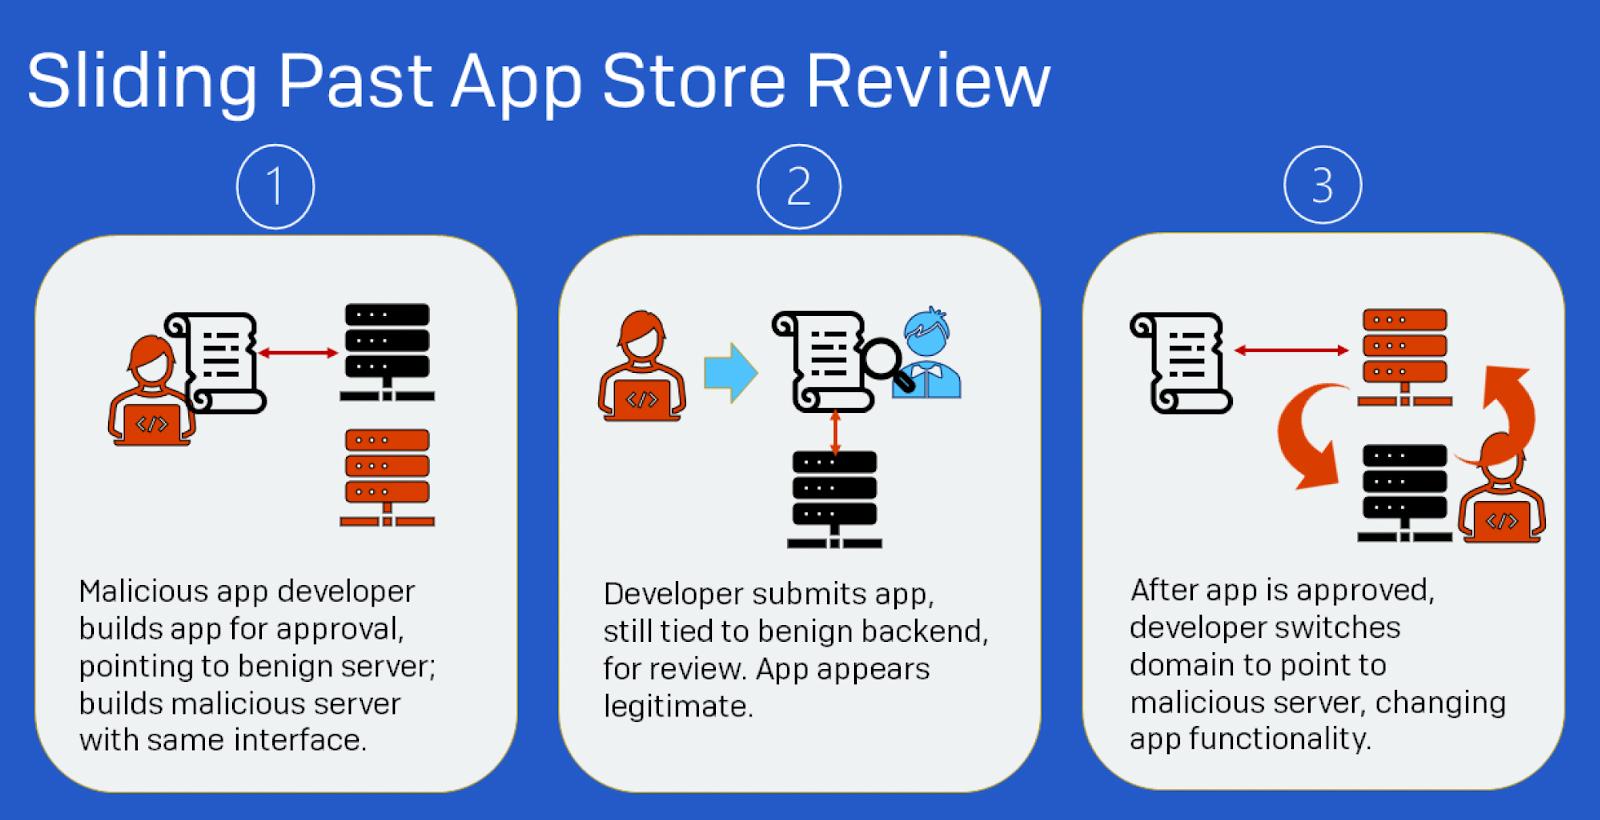 Sliding Past App Store Review
1
Malicious app developer
builds app for approval,
pointing to benign server;
builds malicious server
with same interface.
2
Developer submits app,
still tied to benign backend,
for review. App appears
legitimate.
3
After app is approved,
developer switches
domain to point to
malicious server, changing
app functionality.